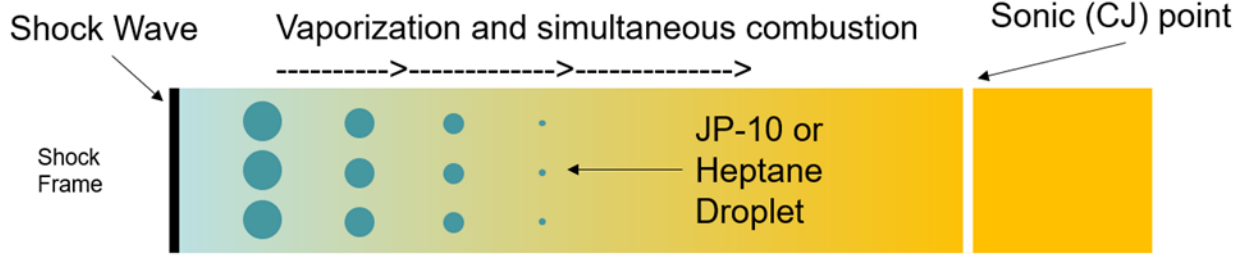 Shock Wave
Vaporization and simultaneous combustion
Sonic (CJ) point
---------->------------->-------------->
Shock
Frame
JP-10 or
Heptane
Droplet